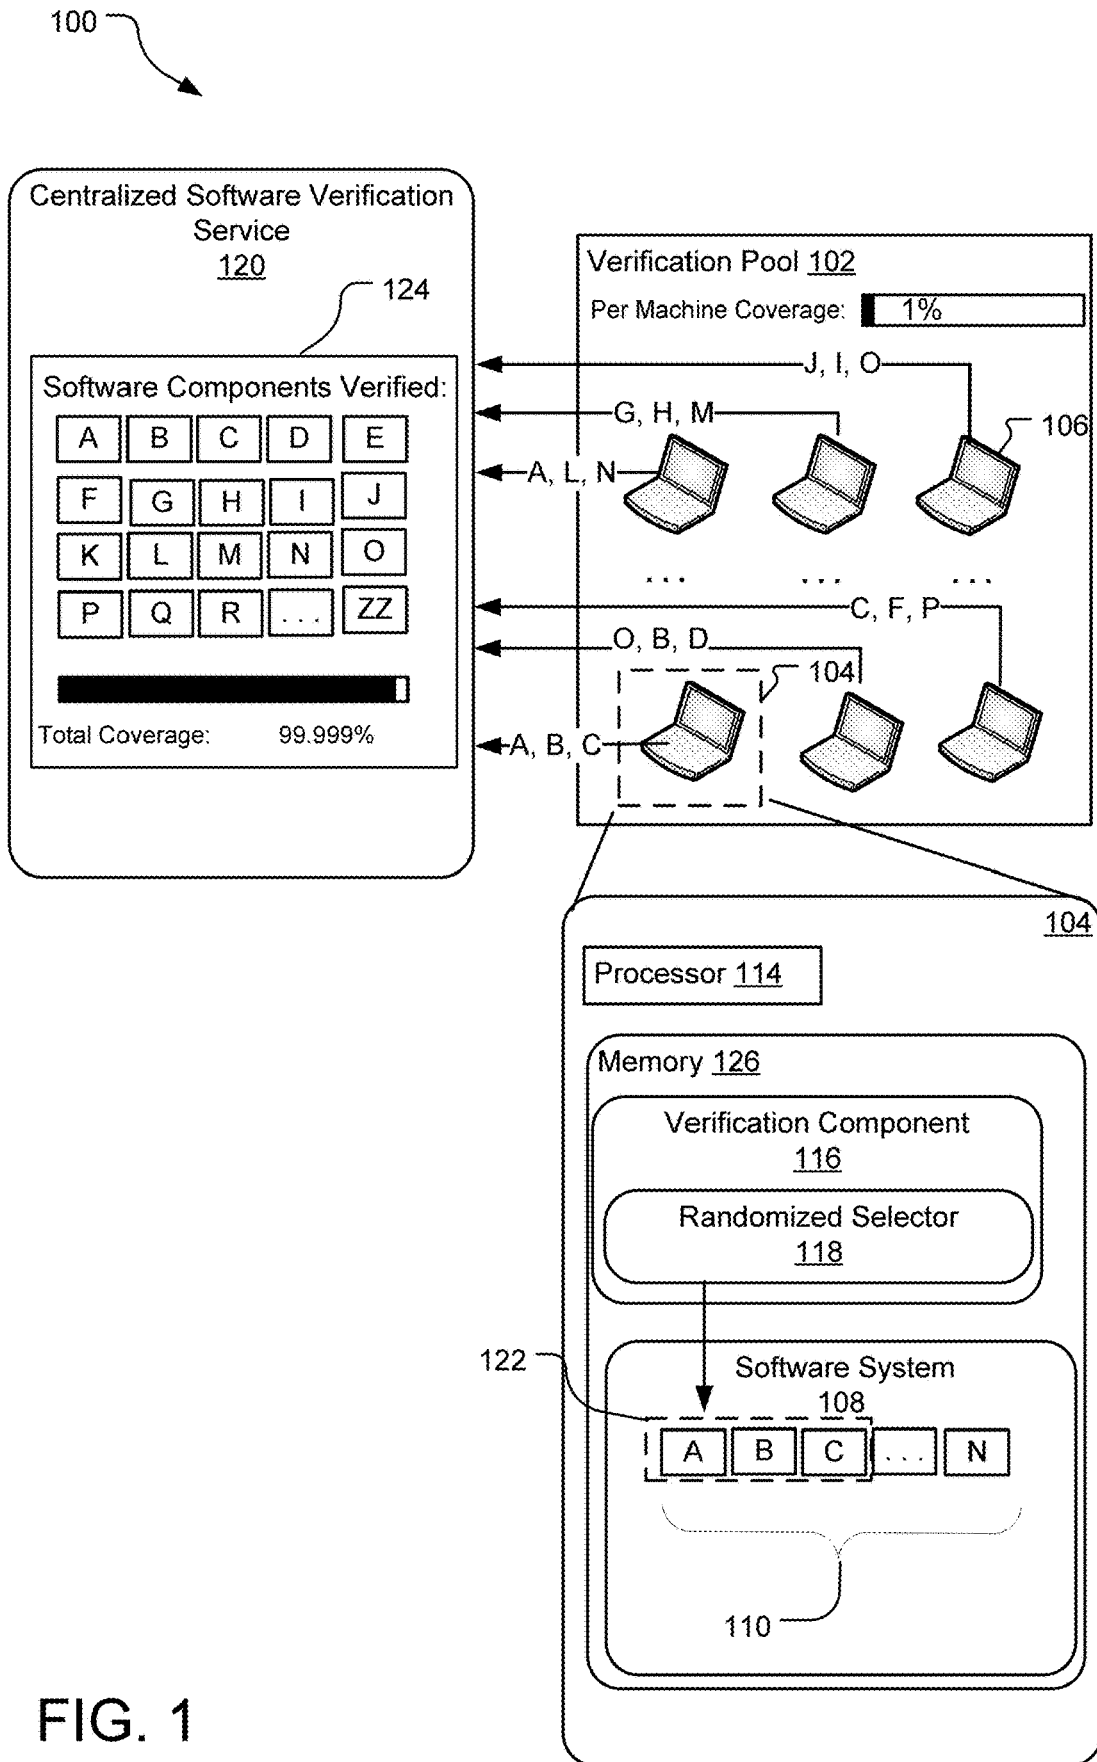 100
Centralized Software Verification
Service
120
124
Software Components Verified:
A B C D E
F G H I J
K L M N O
P Q R ... ZZ
Total Coverage: 99.999%
Verification Pool 102
Per Machine Coverage: 1%
J, I, O
G, H, M
106
A, L, N
... ... ...
C, F, P
O, B, D
104
A, B, C
104
Processor 114
Memory 126
Verification Component
116
Randomized Selector
118
122
Software System
108
A B C ... N
110
FIG. 1